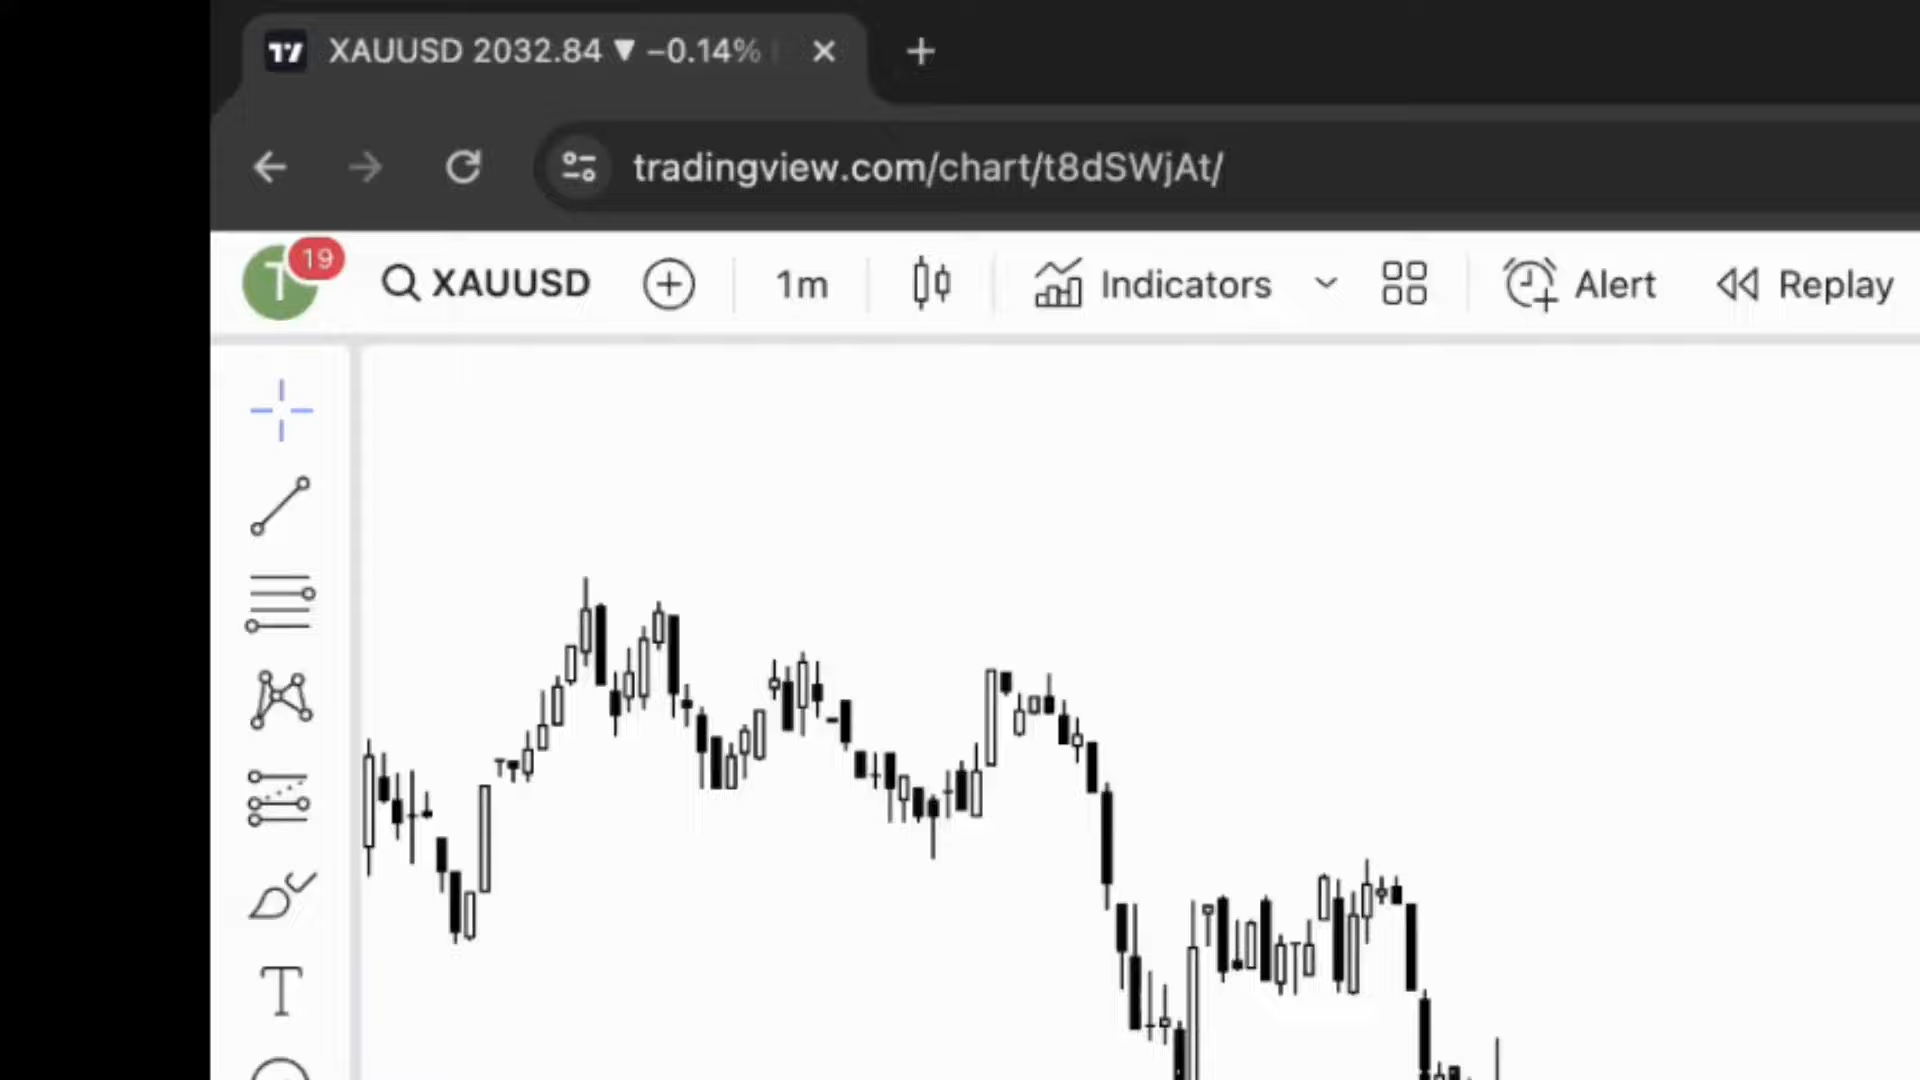 XAUUSD 2032.84 ▼ −0.14%
tradingview.com/chart/t8dSWjAt/
T 19 XAUUSD 1m Indicators Alert Replay